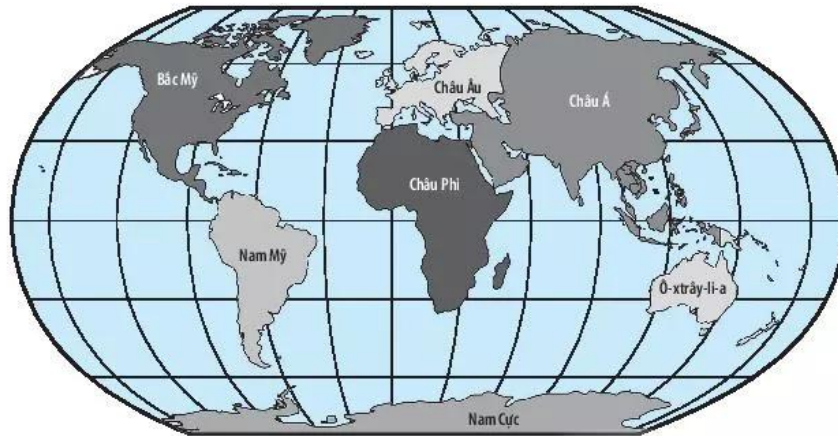 Bắc Mỹ
Châu Âu
Châu Á
Châu Phi
Nam Mỹ
Ô-xtrây-li-a
Nam Cực